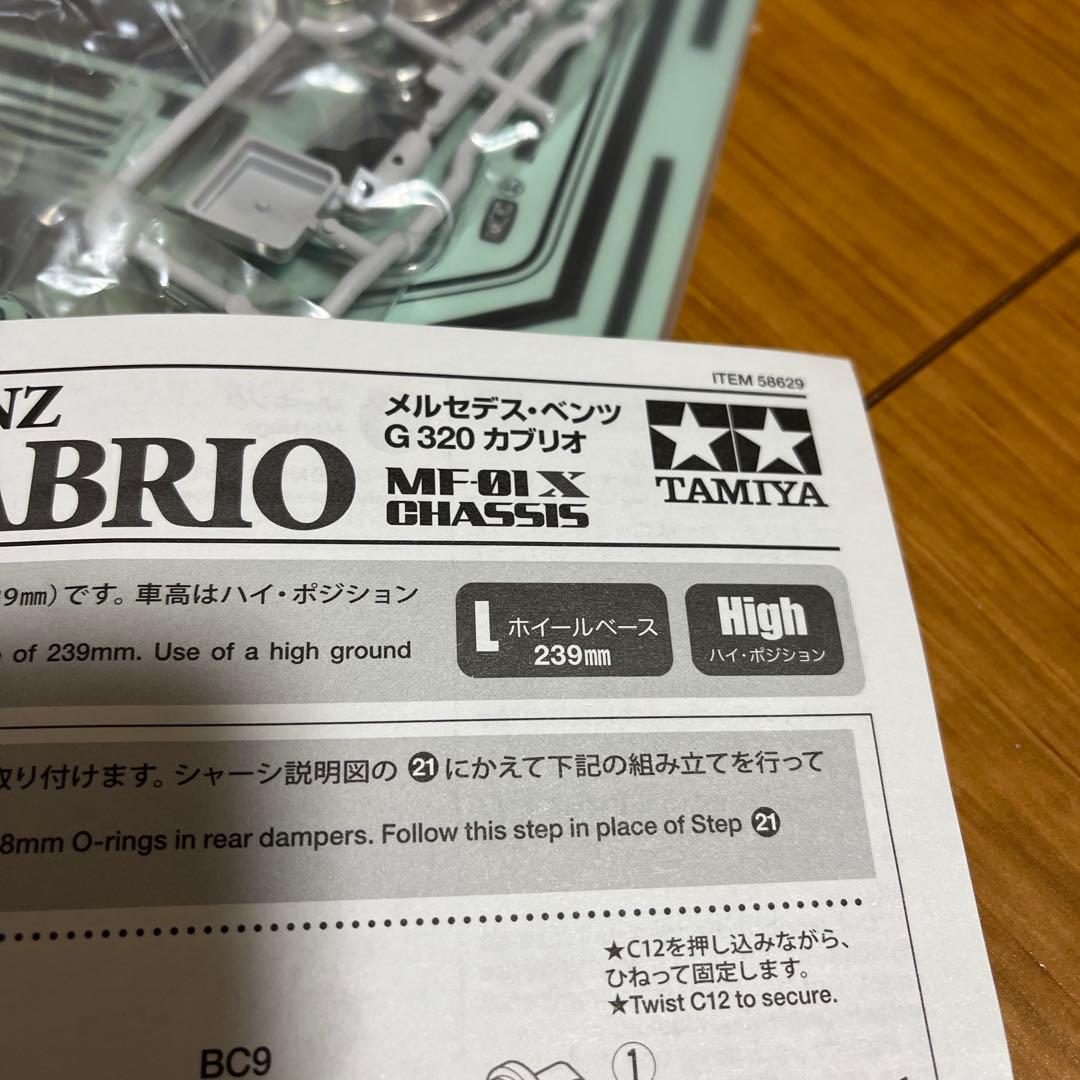 ITEM 58629
NZ
ABRIO
メルセデス・ベンツ
G 320 カブリオ
MF-01 X
CHASSIS
TAMIYA
9mm)です。車高はハイ・ポジション
of 239mm. Use of a high ground
L ホイールベース
239mm
High
ハイ・ポジション
取り付けます。シャーシ説明図の 21 にかえて下記の組み立てを行って
8mm O-rings in rear dampers. Follow this step in place of Step 21
★C12を押し込みながら、
ひねって固定します。
★Twist C12 to secure.
BC9
1